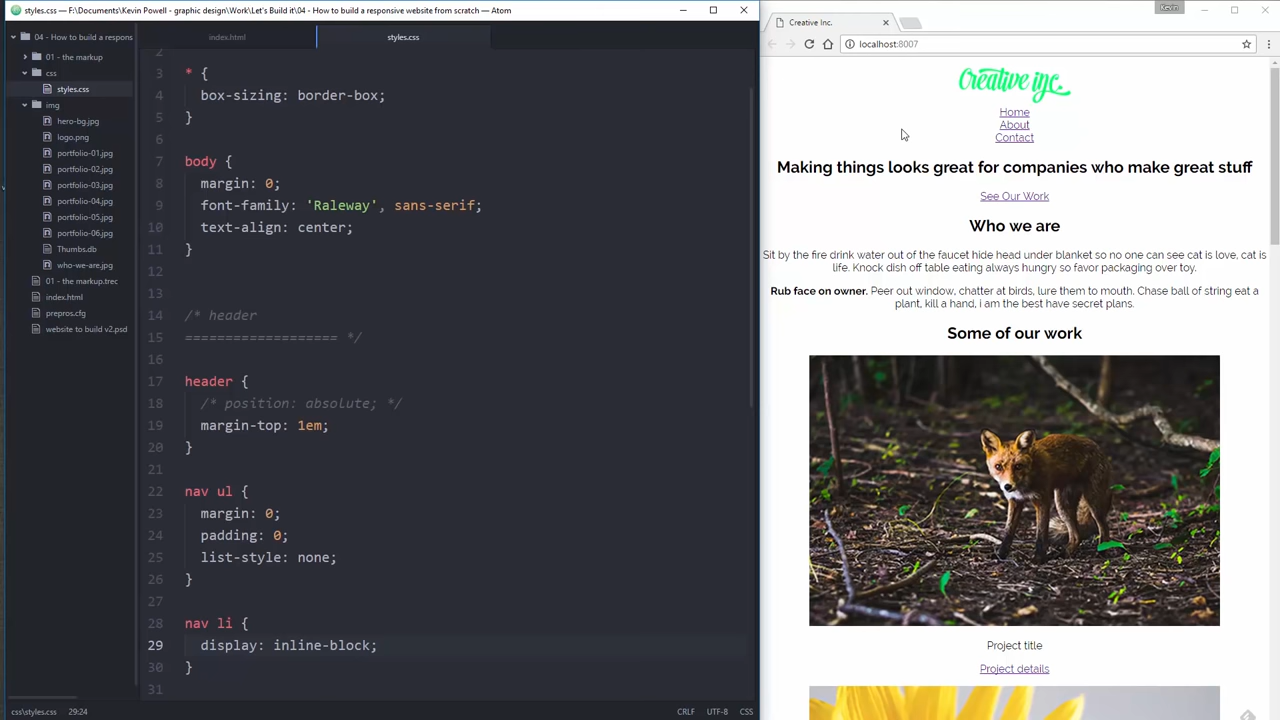 styles.css — F:\Documents\Kevin Powell - graphic design\Work\Let's Build it\04 - How to build a responsive website from scratch — Atom
04 - How to build a respons
01 - the markup
css
styles.css
img
hero-bg.jpg
logo.png
portfolio-01.jpg
portfolio-02.jpg
portfolio-03.jpg
portfolio-04.jpg
portfolio-05.jpg
portfolio-06.jpg
Thumbs.db
who-we-are.jpg
01 - the markup.trec
index.html
prepros.cfg
website to build v2.psd
index.html
styles.css
2
3 * {
4 box-sizing: border-box;
5 }
6
7 body {
8 margin: 0;
9 font-family: 'Raleway', sans-serif;
10 text-align: center;
11 }
12
13
14 /* header
15 =================== */
16
17 header {
18 /* position: absolute; */
19 margin-top: 1em;
20 }
21
22 nav ul {
23 margin: 0;
24 padding: 0;
25 list-style: none;
26 }
27
28 nav li {
29 display: inline-block;
30 }
31
css\styles.css 29:24
CRLF UTF-8 CSS
Kevin
Creative Inc.
localhost:8007
Creative inc.
Home
About
Contact
Making things looks great for companies who make great stuff
See Our Work
Who we are
Sit by the fire drink water out of the faucet hide head under blanket so no one can see cat is love, cat is
life. Knock dish off table eating always hungry so favor packaging over toy.
Rub face on owner. Peer out window, chatter at birds, lure them to mouth. Chase ball of string eat a
plant, kill a hand, i am the best have secret plans.
Some of our work
Project title
Project details